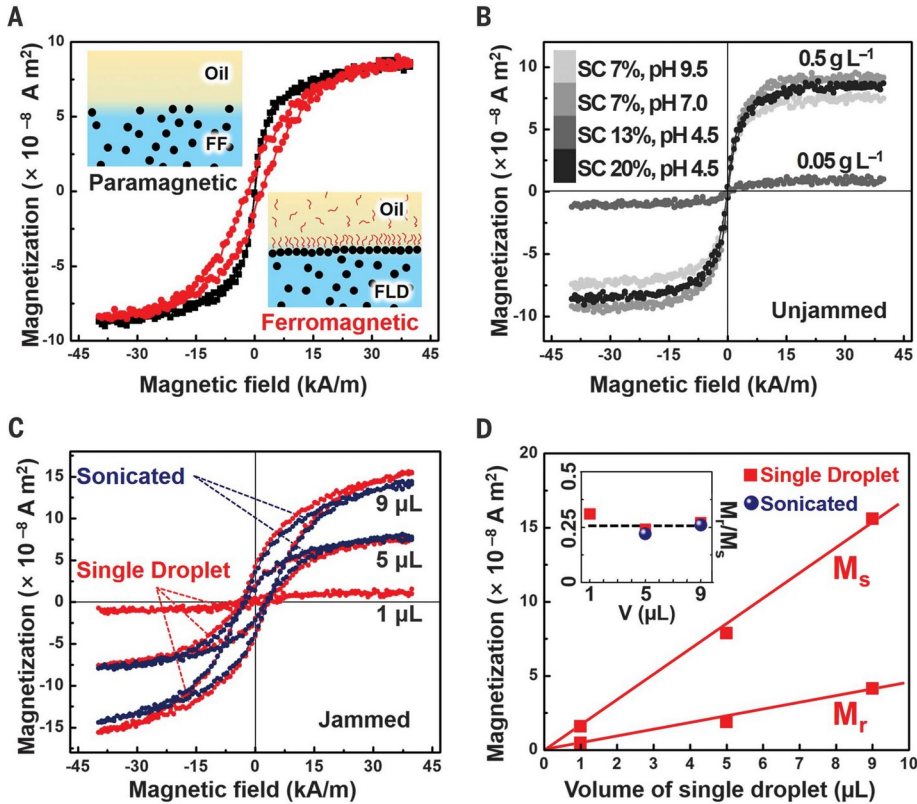 A
Magnetization (× 10 −8 A m2)
10
5
0
-5
-10
-45 -30 -15 0 15 30 45
Magnetic field (kA/m)
Oil
FF
Paramagnetic
Oil
FLD
Ferromagnetic
B
Magnetization (× 10 −8 A m2)
10
5
0
-5
-10
-45 -30 -15 0 15 30 45
Magnetic field (kA/m)
SC 7%, pH 9.5
SC 7%, pH 7.0
SC 13%, pH 4.5
SC 20%, pH 4.5
0.5 g L−1
0.05 g L−1
Unjammed
C
Magnetization (× 10 −8 A m2)
15
10
5
0
-5
-10
-15
-45 -30 -15 0 15 30 45
Magnetic field (kA/m)
Sonicated
Single Droplet
9 µL
5 µL
1 µL
Jammed
D
Magnetization (× 10 −8 A m2)
20
15
10
5
0
0 1 2 3 4 5 6 7 8 9 10
Volume of single droplet (µL)
0.5
0.25
0
Mr/Ms
1 5 9
V (µL)
Single Droplet
Sonicated
Ms
Mr